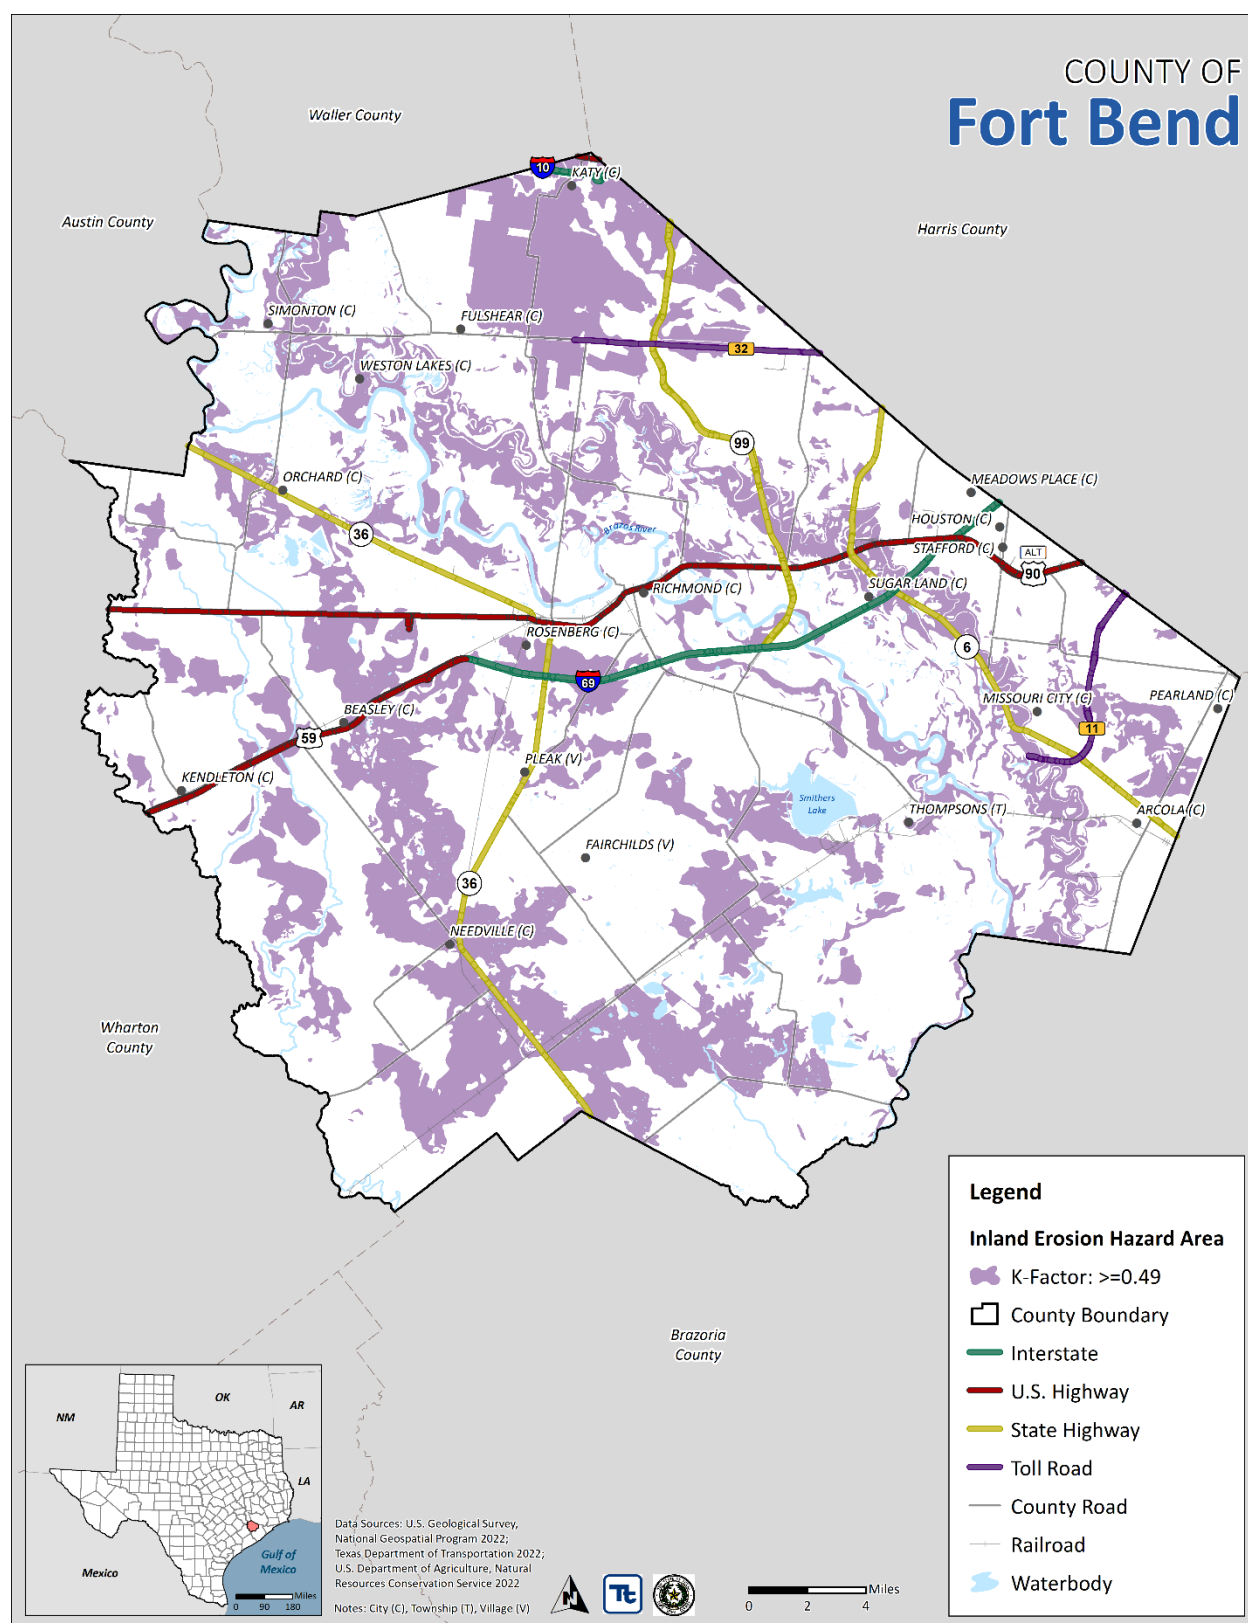 COUNTY OF
Fort Bend
Waller County
Austin County
Harris County
10
KATY (C)
SIMONTON (C)
FULSHEAR (C)
32
WESTON LAKES (C)
99
ORCHARD (C)
MEADOWS PLACE (C)
36
Brazos River
HOUSTON (C)
STAFFORD (C)
ALT
90
RICHMOND (C)
SUGAR LAND (C)
ROSENBERG (C)
6
69
BEASLEY (C)
MISSOURI CITY (C)
PEARLAND (C)
59
11
PLEAK (V)
KENDLETON (C)
Smithers
Lake
THOMPSONS (T)
ARCOLA (C)
FAIRCHILDS (V)
36
NEEDVILLE (C)
Wharton
County
Brazoria
County
Legend
Inland Erosion Hazard Area
K-Factor: >=0.49
County Boundary
Interstate
U.S. Highway
State Highway
Toll Road
County Road
Railroad
Waterbody
NM
OK
AR
LA
Mexico
Gulf of
Mexico
Miles
0 90 180
Data Sources: U.S. Geological Survey,
National Geospatial Program 2022;
Texas Department of Transportation 2022;
U.S. Department of Agriculture, Natural
Resources Conservation Service 2022
Notes: City (C), Township (T), Village (V)
N
Tt
Miles
0 2 4